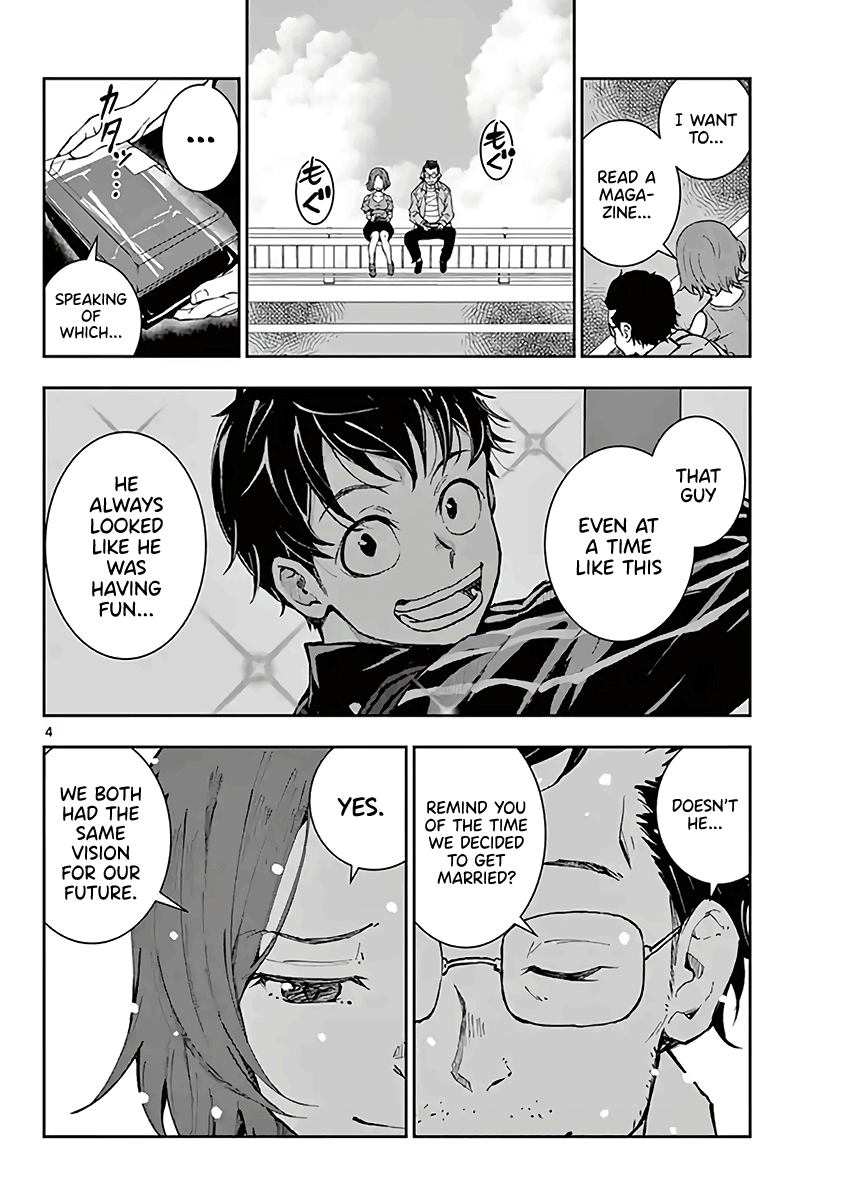 I WANT
TO...
READ A
MAGA-
ZINE...
もぐ
もぐ
...
カタッ...
SPEAKING
OF
WHICH...
THAT
GUY
EVEN AT
A TIME
LIKE THIS
HE
ALWAYS
LOOKED
LIKE HE
WAS
HAVING
FUN...
4
DOESN'T
HE...
REMIND YOU
OF THE TIME
WE DECIDED
TO GET
MARRIED?
YES.
WE BOTH
HAD THE
SAME
VISION
FOR OUR
FUTURE.